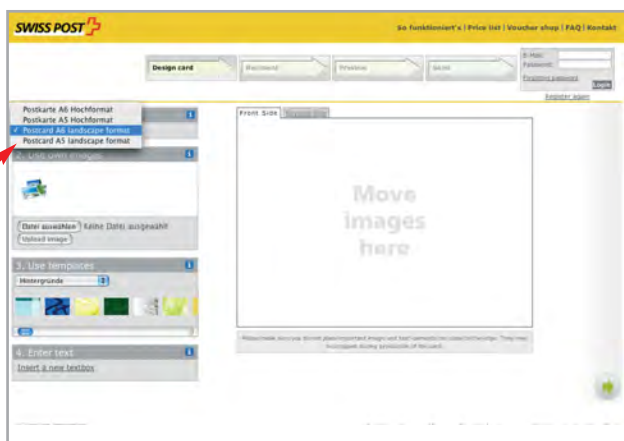 SWISS POST
So funktioniert's | Price list | Voucher shop | FAQ | Kontakt
Design card
Preview
Send
E-Mail:
Password:
Forgotten password
Login
Register again
Postkarte A6 Hochformat
Postkarte A5 Hochformat
✓ Postcard A6 landscape format
Postcard A5 landscape format
Front Side
2. Use own images
Move
images
here
Datei auswählen Keine Datei ausgewählt
Upload image
3. Use templates
Hintergründe
4. Enter text
Insert a new textbox